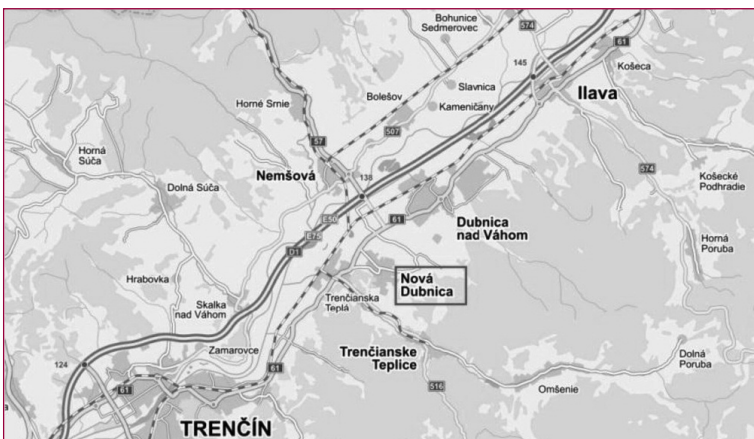 Bohunice
Sedmerovec
574
61
Košeca
145
Slavnica
Ilava
Bolešov
Kameničany
Horné Srnie
507
57
Horná
Súča
Nemšová
138
574
Košecké
Podhradie
Dolná Súča
E50
61
Dubnica
nad Váhom
E75
D1
Horná
Poruba
Hrabovka
Nová
Dubnica
Skalka
nad Váhom
Trenčianska
Teplá
Zamarovce
Trenčianske
Teplice
Dolná
Poruba
124
61
61
516
Omšenie
TRENČÍN